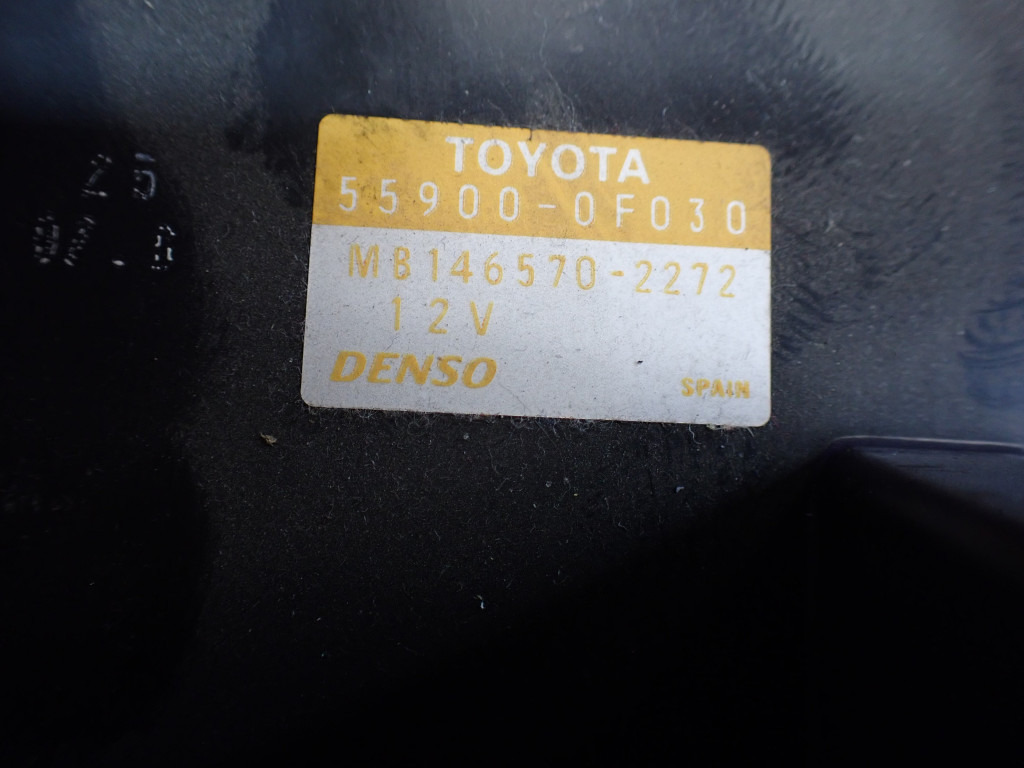 TOYOTA
55900-0F030
MB146570-2272
12V
DENSO
SPAIN